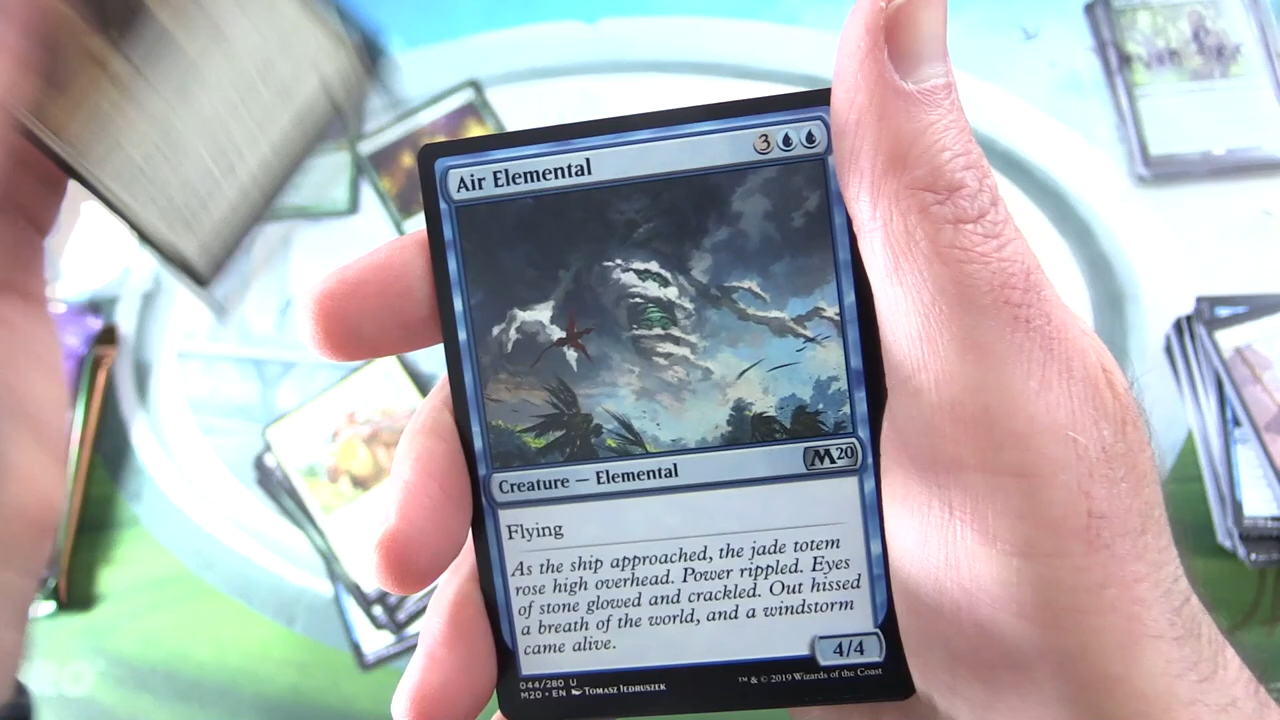 Air Elemental
3
M20
Creature — Elemental
Flying
As the ship approached, the jade totem
rose high overhead. Power rippled. Eyes
of stone glowed and crackled. Out hissed
a breath of the world, and a windstorm
came alive.
4/4
044/280 U
M20 • EN Tomasz Jedruszek
™ & © 2019 Wizards of the Coast